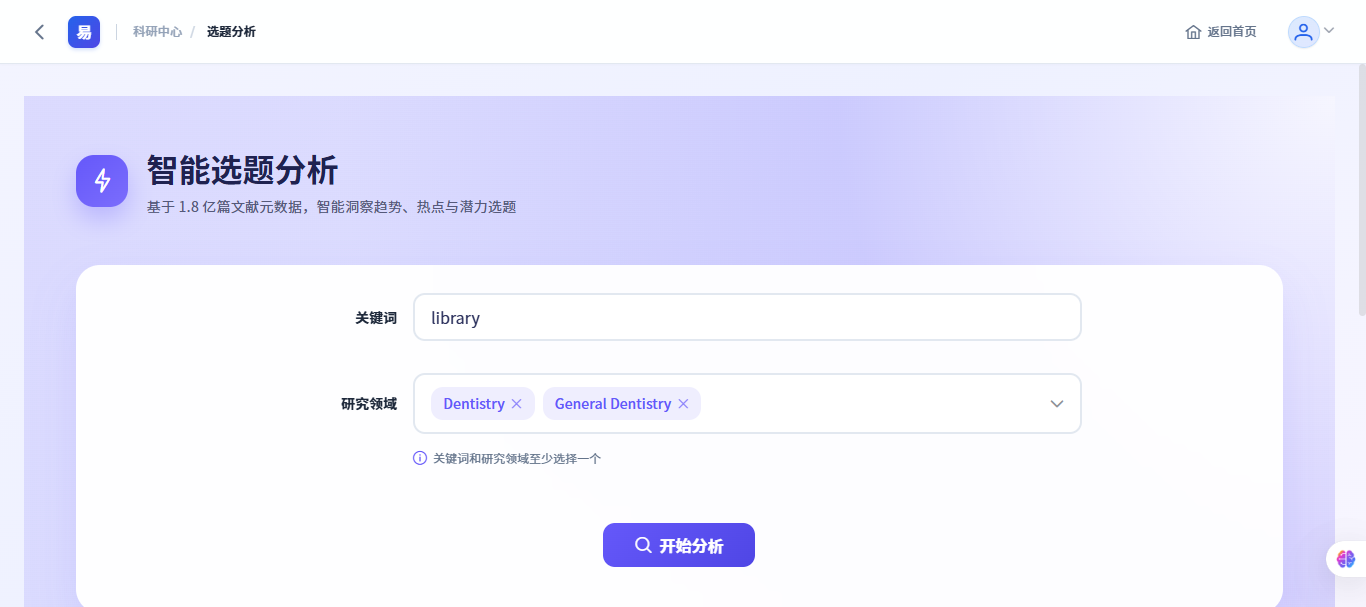 易 科研中心 / 选题分析 返回首页
智能选题分析
基于 1.8 亿篇文献元数据，智能洞察趋势、热点与潜力选题
关键词 library
研究领域 Dentistry General Dentistry
关键词和研究领域至少选择一个
开始分析